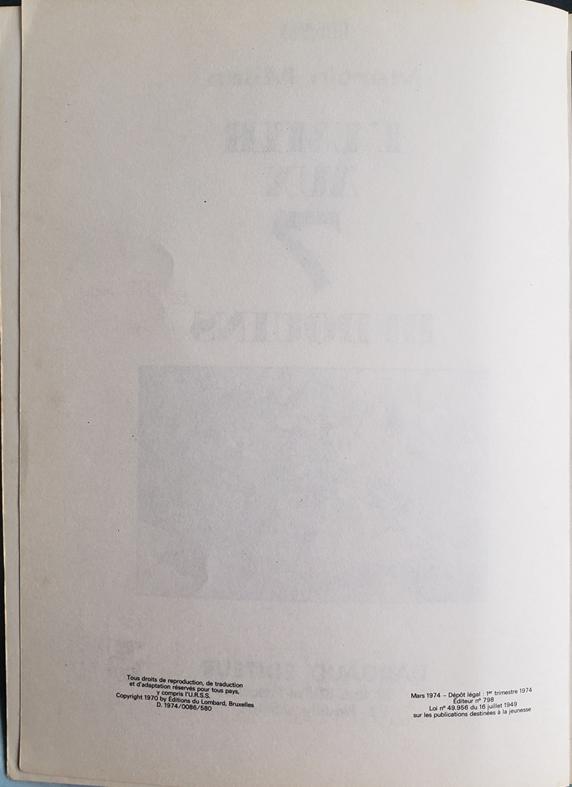 Tous droits de reproduction, de traduction
et d'adaptation réservés pour tous pays,
y compris l'U.R.S.S.
Copyright 1970 by Éditions du Lombard, Bruxelles
D. 1974/0086/580
Mars 1974 – Dépôt légal : 1er trimestre 1974
Éditeur n° 798
Loi n° 49.956 du 16 juillet 1949
sur les publications destinées à la jeunesse